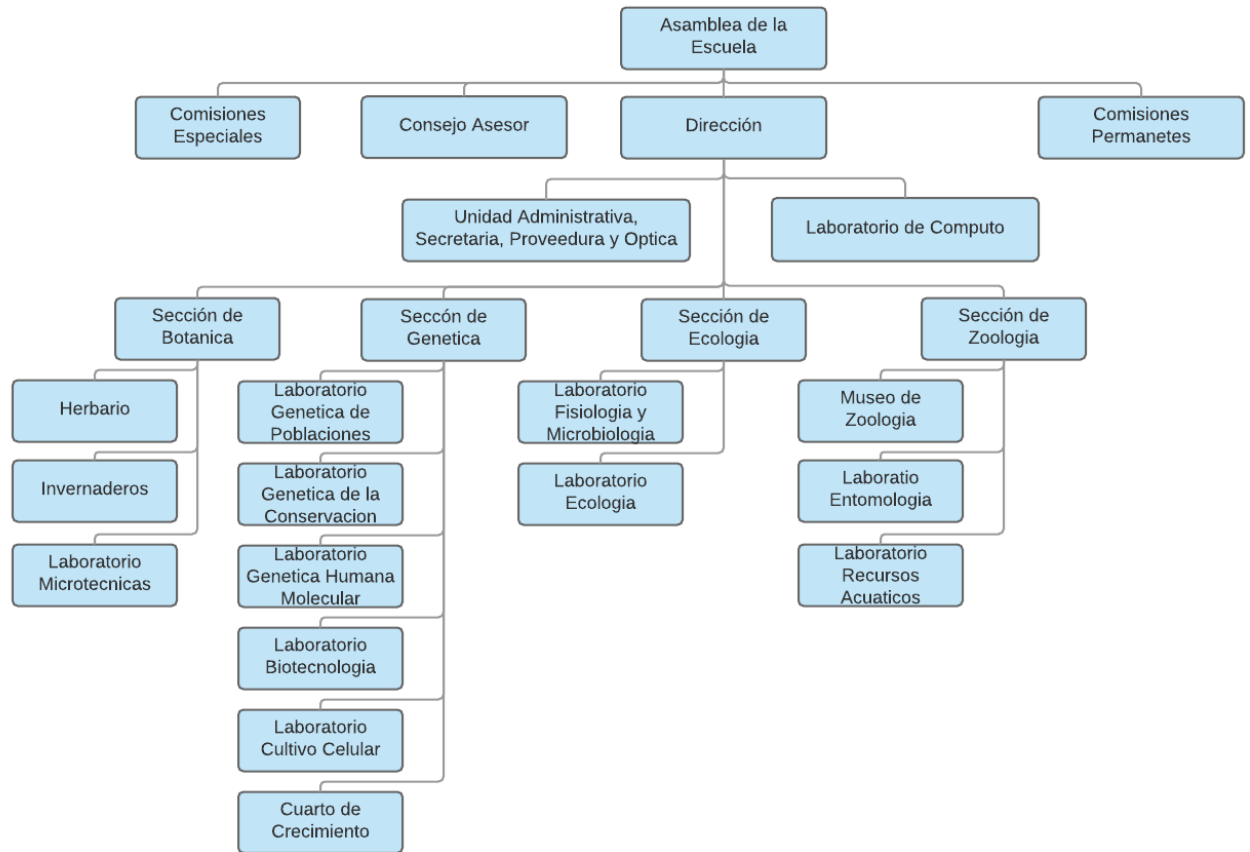 Asamblea de la
Escuela
Comisiones
Especiales
Consejo Asesor
Dirección
Comisiones
Permanetes
Unidad Administrativa,
Secretaria, Proveedura y Optica
Laboratorio de Computo
Sección de
Botanica
Seccón de
Genetica
Sección de
Ecologia
Sección de
Zoologia
Herbario
Invernaderos
Laboratorio
Microtecnicas
Laboratorio
Genetica de
Poblaciones
Laboratorio
Genetica de la
Conservacion
Laboratorio
Genetica Humana
Molecular
Laboratorio
Biotecnologia
Laboratorio
Cultivo Celular
Cuarto de
Crecimiento
Laboratorio
Fisiologia y
Microbiologia
Laboratorio
Ecologia
Museo de
Zoologia
Laboratio
Entomologia
Laboratorio
Recursos
Acuaticos